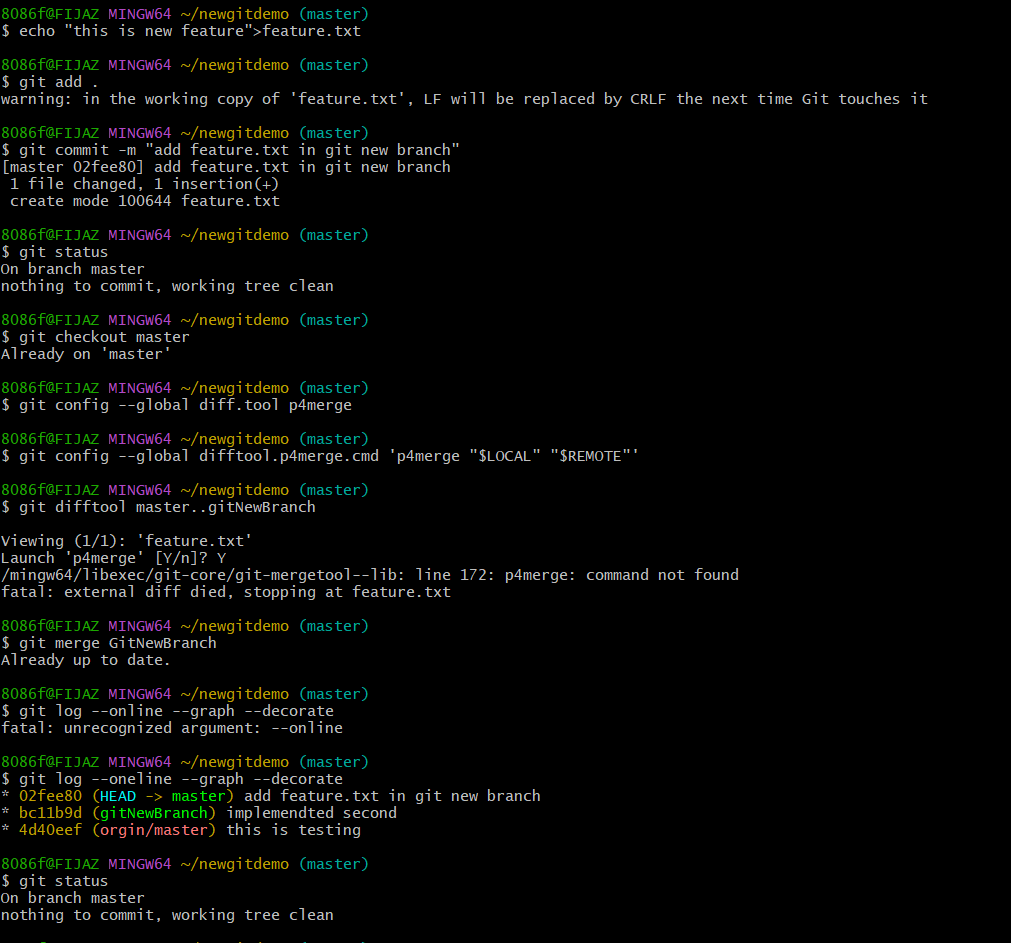 8086f@FIJAZ MINGW64 ~/newgitdemo (master)
$ echo "this is new feature">feature.txt
8086f@FIJAZ MINGW64 ~/newgitdemo (master)
$ git add .
warning: in the working copy of 'feature.txt', LF will be replaced by CRLF the next time Git touches it
8086f@FIJAZ MINGW64 ~/newgitdemo (master)
$ git commit -m "add feature.txt in git new branch"
[master 02fee80] add feature.txt in git new branch
1 file changed, 1 insertion(+)
create mode 100644 feature.txt
8086f@FIJAZ MINGW64 ~/newgitdemo (master)
$ git status
On branch master
nothing to commit, working tree clean
8086f@FIJAZ MINGW64 ~/newgitdemo (master)
$ git checkout master
Already on 'master'
8086f@FIJAZ MINGW64 ~/newgitdemo (master)
$ git config --global diff.tool p4merge
8086f@FIJAZ MINGW64 ~/newgitdemo (master)
$ git config --global difftool.p4merge.cmd 'p4merge "$LOCAL" "$REMOTE"'
8086f@FIJAZ MINGW64 ~/newgitdemo (master)
$ git difftool master..gitNewBranch
Viewing (1/1): 'feature.txt'
Launch 'p4merge' [Y/n]? Y
/mingw64/libexec/git-core/git-mergetool--lib: line 172: p4merge: command not found
fatal: external diff died, stopping at feature.txt
8086f@FIJAZ MINGW64 ~/newgitdemo (master)
$ git merge GitNewBranch
Already up to date.
8086f@FIJAZ MINGW64 ~/newgitdemo (master)
$ git log --online --graph --decorate
fatal: unrecognized argument: --online
8086f@FIJAZ MINGW64 ~/newgitdemo (master)
$ git log --oneline --graph --decorate
* 02fee80 (HEAD -> master) add feature.txt in git new branch
* bc11b9d (gitNewBranch) implemendted second
* 4d40eef (orgin/master) this is testing
8086f@FIJAZ MINGW64 ~/newgitdemo (master)
$ git status
On branch master
nothing to commit, working tree clean